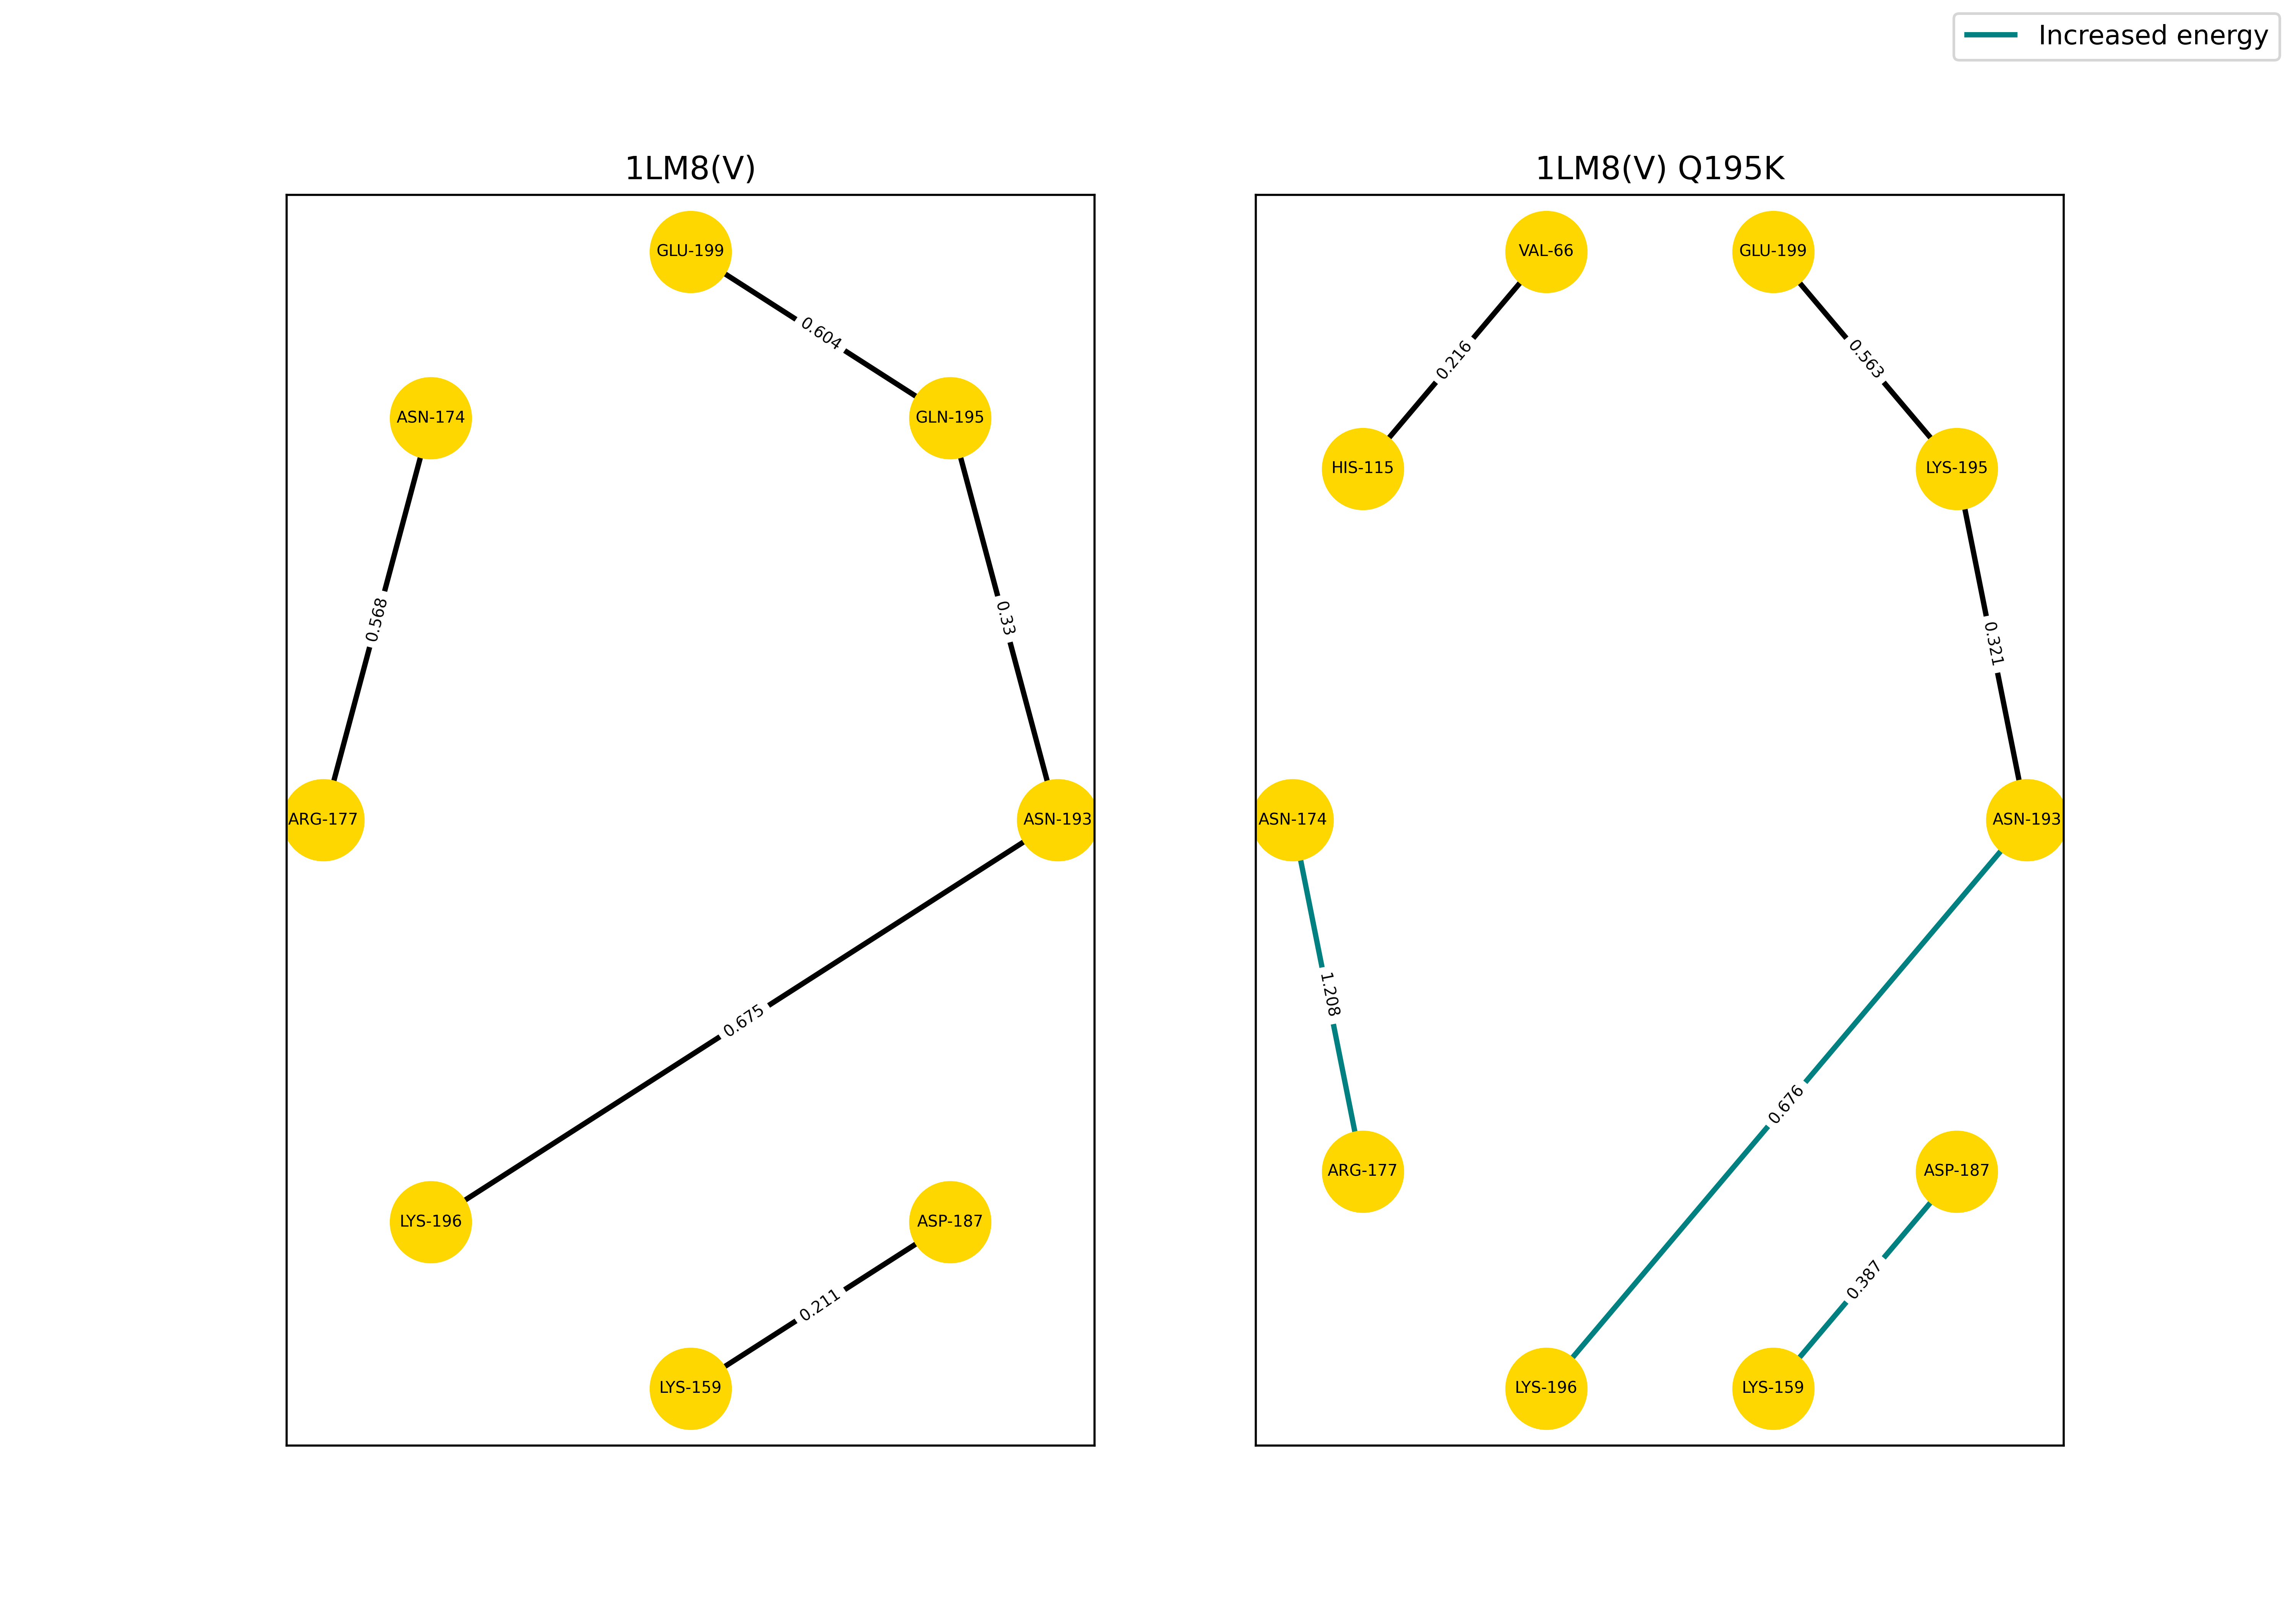 Increased energy
1LM8(V)
GLU-199
0.604
ASN-174
GLN-195
0.568
0.33
ARG-177
ASN-193
0.675
LYS-196
ASP-187
0.211
LYS-159
1LM8(V) Q195K
VAL-66
GLU-199
0.216
0.563
HIS-115
LYS-195
0.321
ASN-174
ASN-193
1.208
0.676
ARG-177
ASP-187
0.387
LYS-196
LYS-159